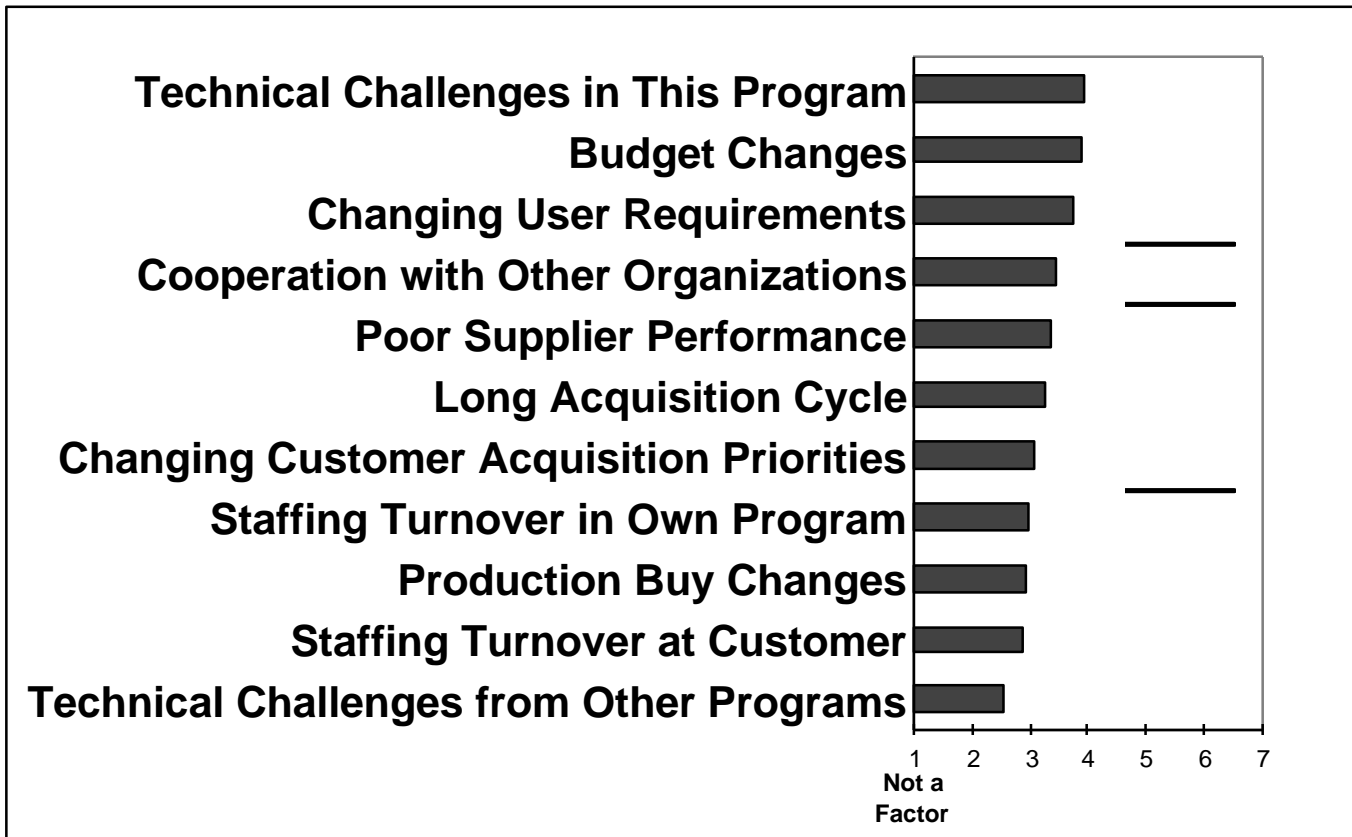 Technical Challenges in This Program
Budget Changes
Changing User Requirements
Cooperation with Other Organizations
Poor Supplier Performance
Long Acquisition Cycle
Changing Customer Acquisition Priorities
Staffing Turnover in Own Program
Production Buy Changes
Staffing Turnover at Customer
Technical Challenges from Other Programs
1 2 3 4 5 6 7
Not a
Factor